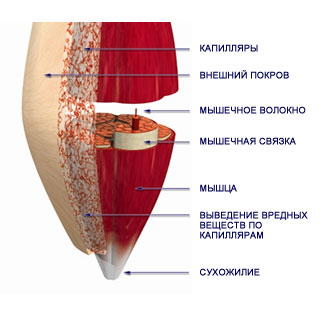 КАПИЛЛЯРЫ
ВНЕШНИЙ ПОКРОВ
МЫШЕЧНОЕ ВОЛОКНО
МЫШЕЧНАЯ СВЯЗКА
МЫШЦА
ВЫВЕДЕНИЕ ВРЕДНЫХ
ВЕЩЕСТВ ПО
КАПИЛЛЯРАМ
СУХОЖИЛИЕ